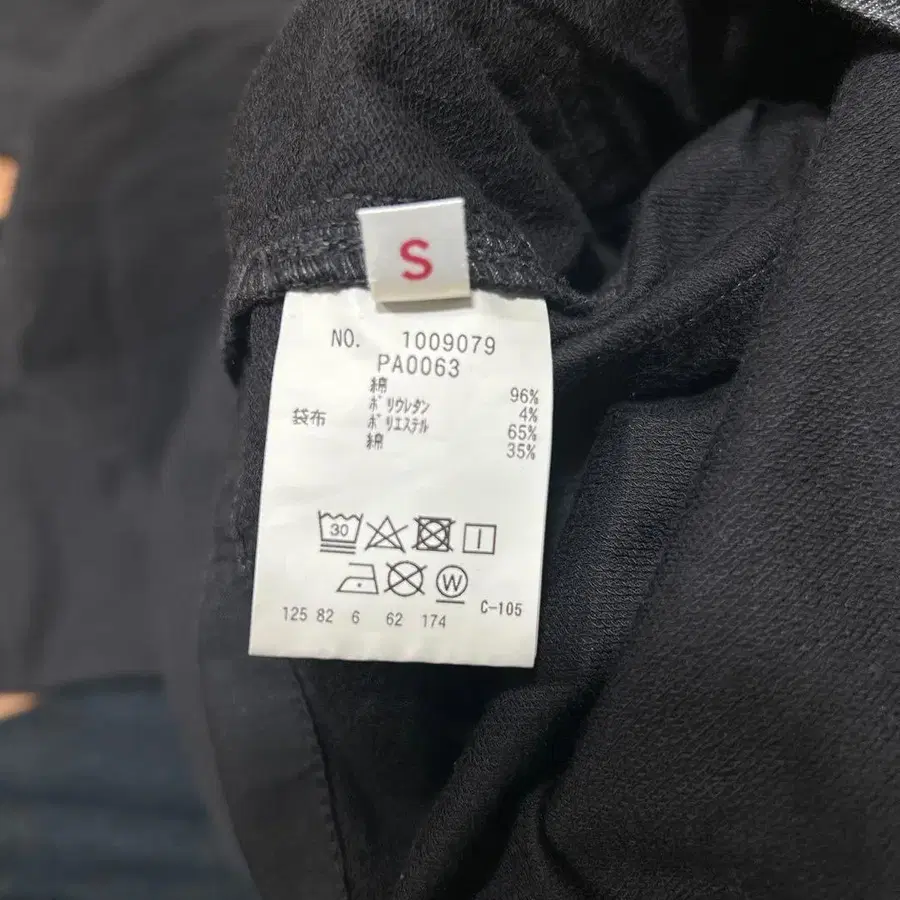 S
NO. 1009079
PA0063
綿 96%
ポリウレタン 4%
袋布 ポリエステル 65%
綿 35%
30
W
C-105
125 82 6 62 174